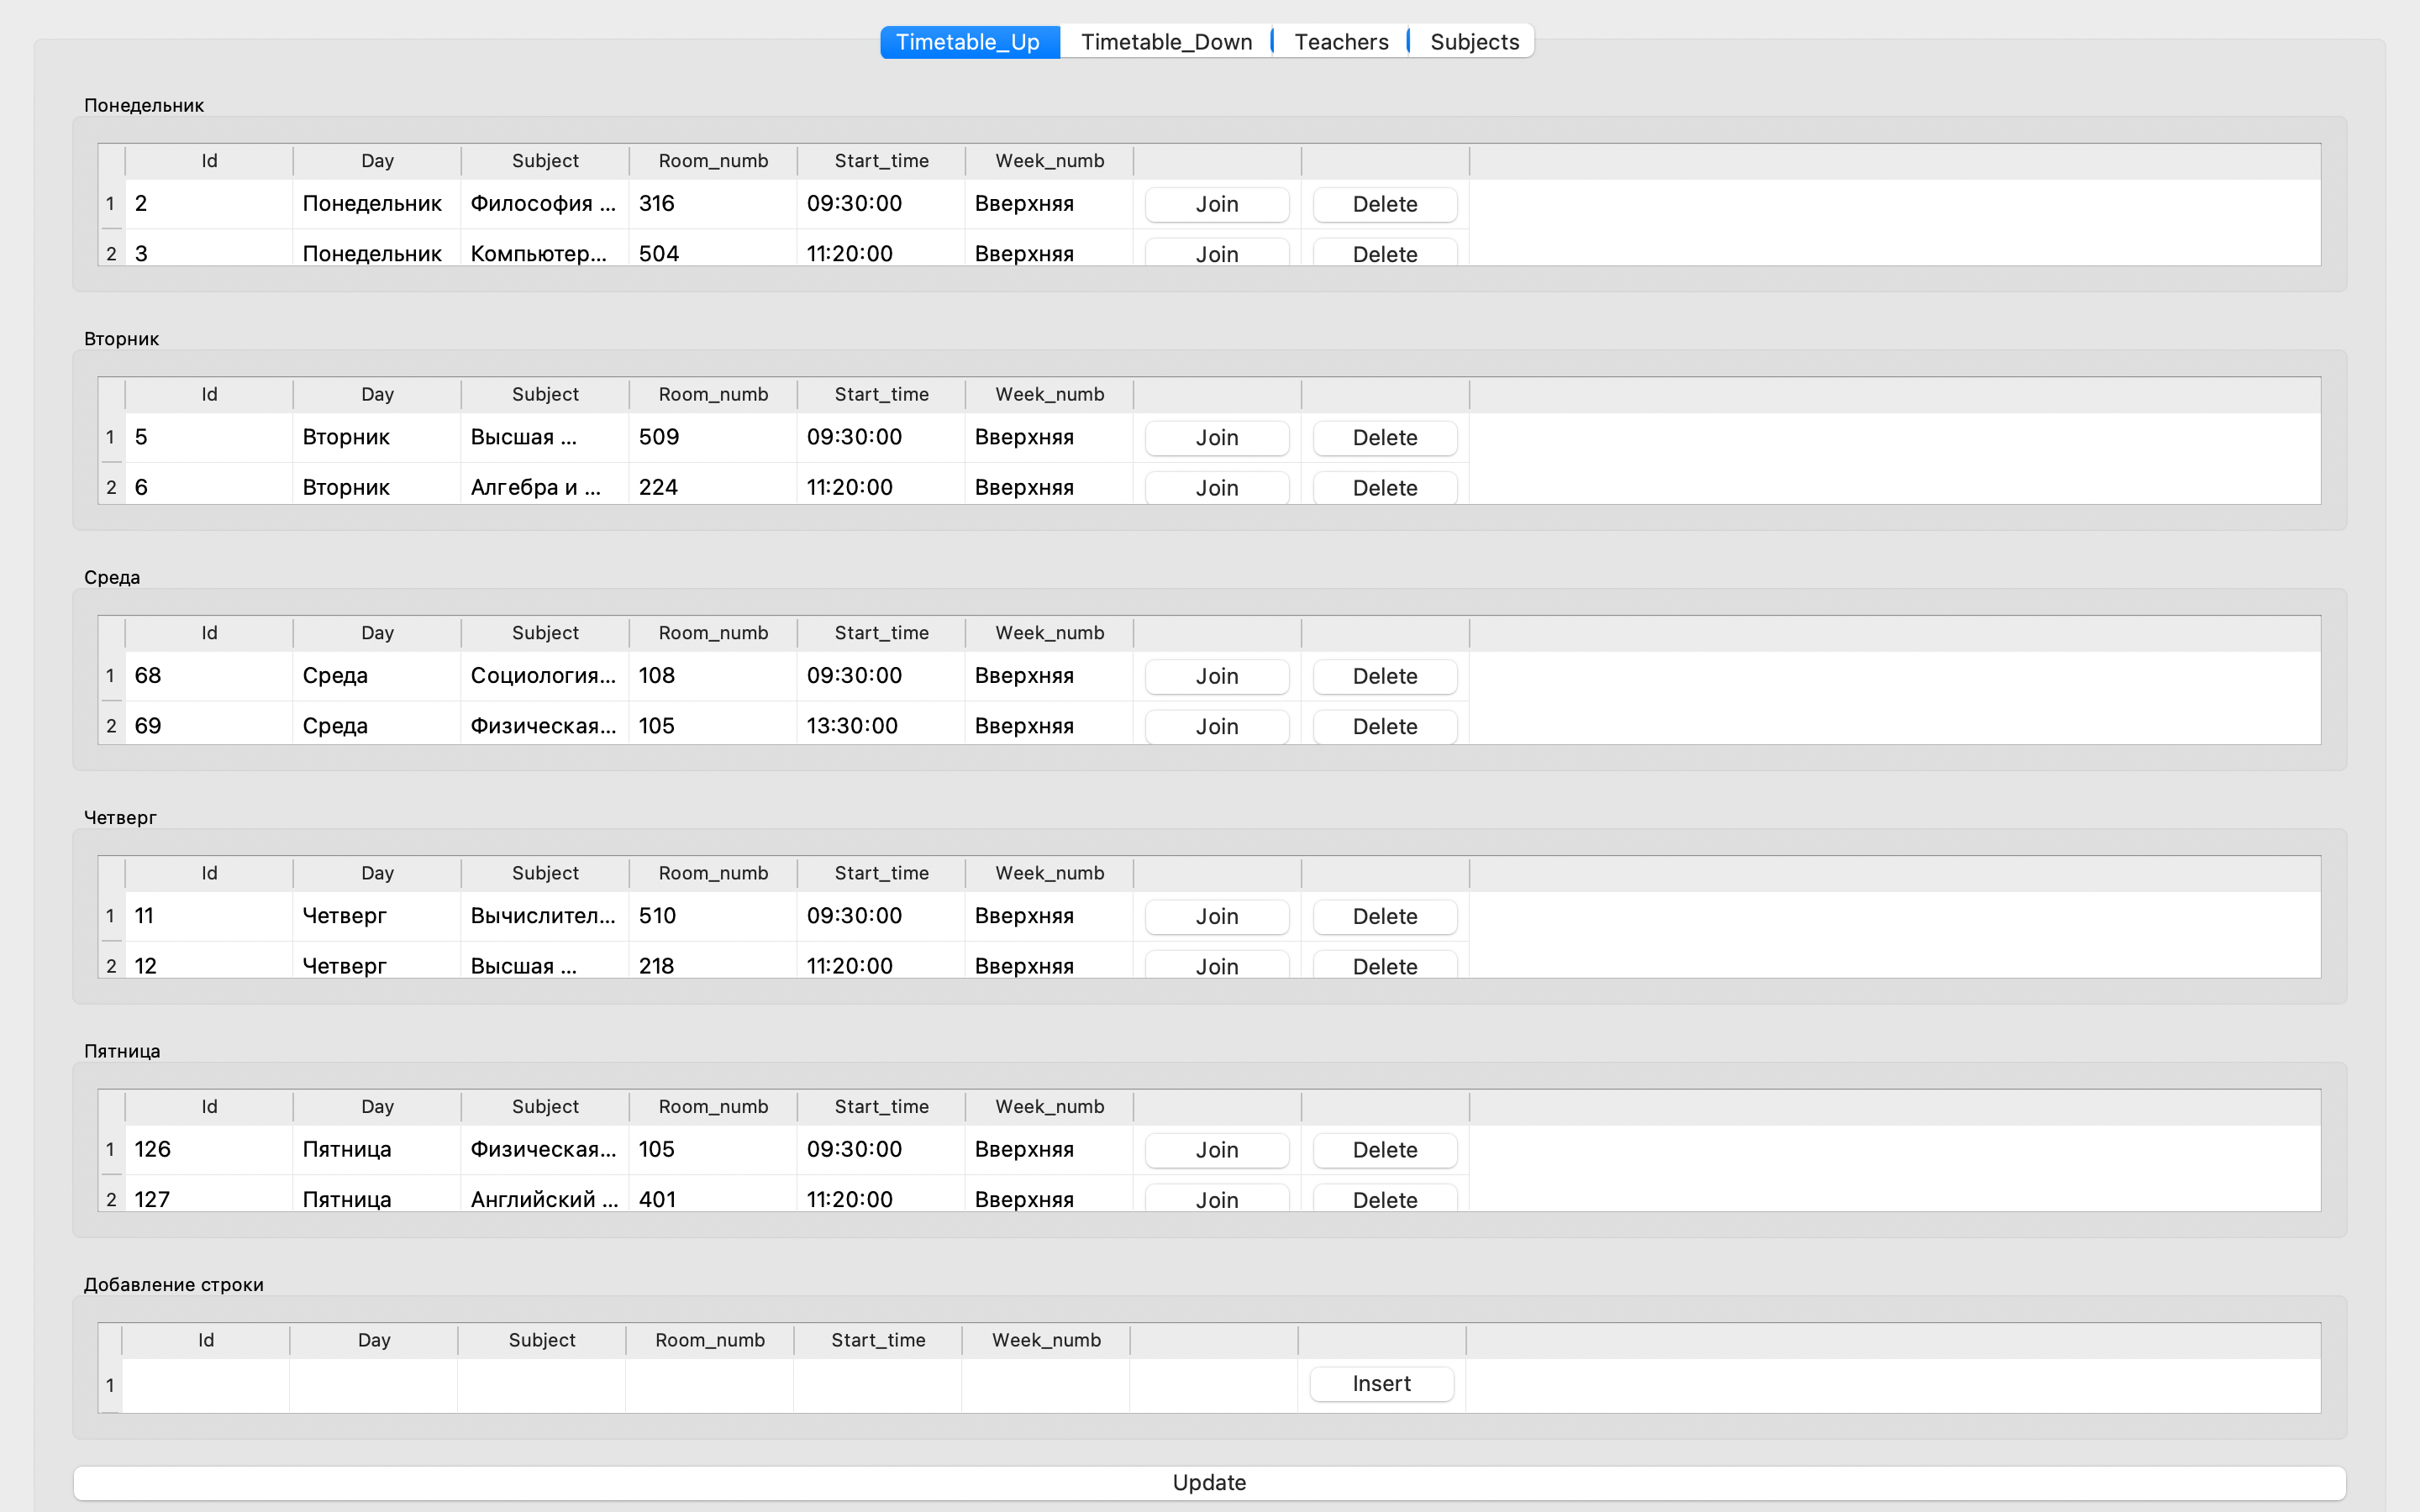 Timetable_Up Timetable_Down Teachers Subjects
Понедельник
Id Day Subject Room_numb Start_time Week_numb
1 2 Понедельник Философия ... 316 09:30:00 Вверхняя Join Delete
2 3 Понедельник Компьютер... 504 11:20:00 Вверхняя Join Delete
Вторник
Id Day Subject Room_numb Start_time Week_numb
1 5 Вторник Высшая ... 509 09:30:00 Вверхняя Join Delete
2 6 Вторник Алгебра и ... 224 11:20:00 Вверхняя Join Delete
Среда
Id Day Subject Room_numb Start_time Week_numb
1 68 Среда Социология... 108 09:30:00 Вверхняя Join Delete
2 69 Среда Физическая... 105 13:30:00 Вверхняя Join Delete
Четверг
Id Day Subject Room_numb Start_time Week_numb
1 11 Четверг Вычислител... 510 09:30:00 Вверхняя Join Delete
2 12 Четверг Высшая ... 218 11:20:00 Вверхняя Join Delete
Пятница
Id Day Subject Room_numb Start_time Week_numb
1 126 Пятница Физическая... 105 09:30:00 Вверхняя Join Delete
2 127 Пятница Английский ... 401 11:20:00 Вверхняя Join Delete
Добавление строки
Id Day Subject Room_numb Start_time Week_numb
1 Insert
Update